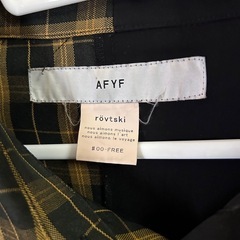 AFYF
rövtski
nous aimons musique
nous aimons l'art
nous aimons le voyage
$00-FREE